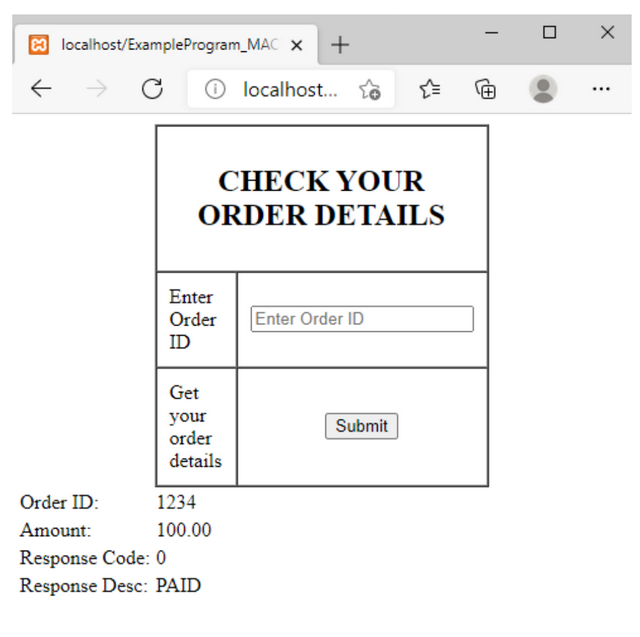 localhost/ExampleProgram_MAC
localhost...
CHECK YOUR
ORDER DETAILS
Enter
Order
ID
Enter Order ID
Get
your
order
details
Submit
Order ID: 1234
Amount: 100.00
Response Code: 0
Response Desc: PAID